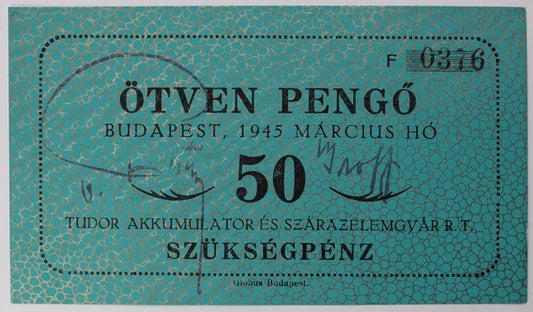 F 0376
ÖTVEN PENGŐ
BUDAPEST, 1945 MÁRCIUS HÓ
50
TUDOR AKKUMULATOR ÉS SZÁRAZELEMGYÁR R.T.
SZÜKSÉGPÉNZ
Globus Budapest.